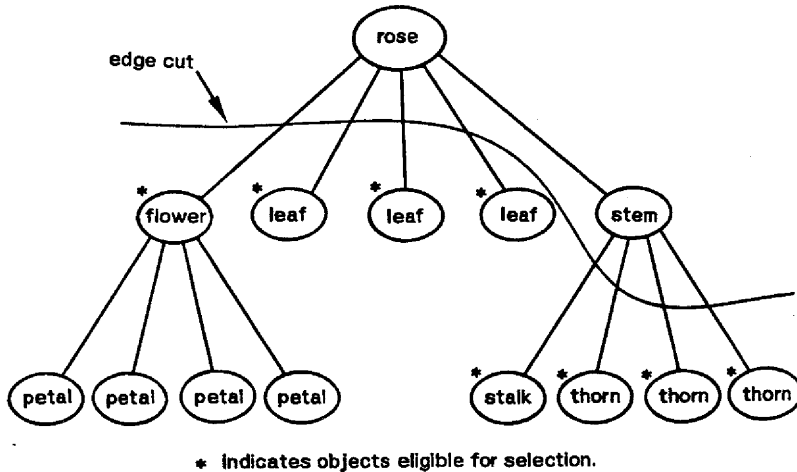 rose
edge cut
* flower
* leaf
* leaf
* leaf
stem
petal
petal
petal
petal
* stalk
* thorn
* thorn
* thorn
* indicates objects eligible for selection.